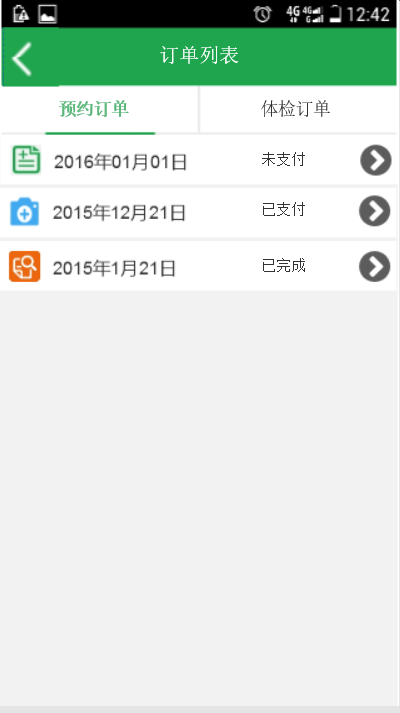 4G 4G 12:42
订单列表
预约订单 体检订单
2016年01月01日 未支付
2015年12月21日 已支付
2015年1月21日 已完成